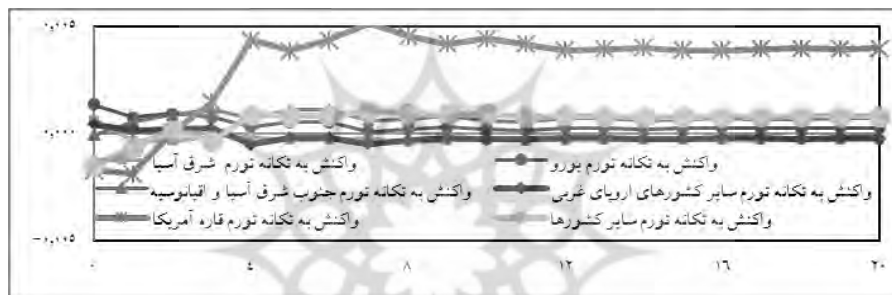 ۰٫۰۰۵
۰٫۰۰۰
واکنش به تکانه تورم یورو
واکنش به تکانه تورم شرق آسیا
واکنش به تکانه تورم سایر کشورهای اروپای غربی
واکنش به تکانه تورم جنوب شرق آسیا و اقیانوسیه
واکنش به تکانه تورم سایر کشورها
واکنش به تکانه تورم قاره آمریکا
-۰٫۰۰۵
۰ ۴ ۸ ۱۲ ۱۶ ۲۰